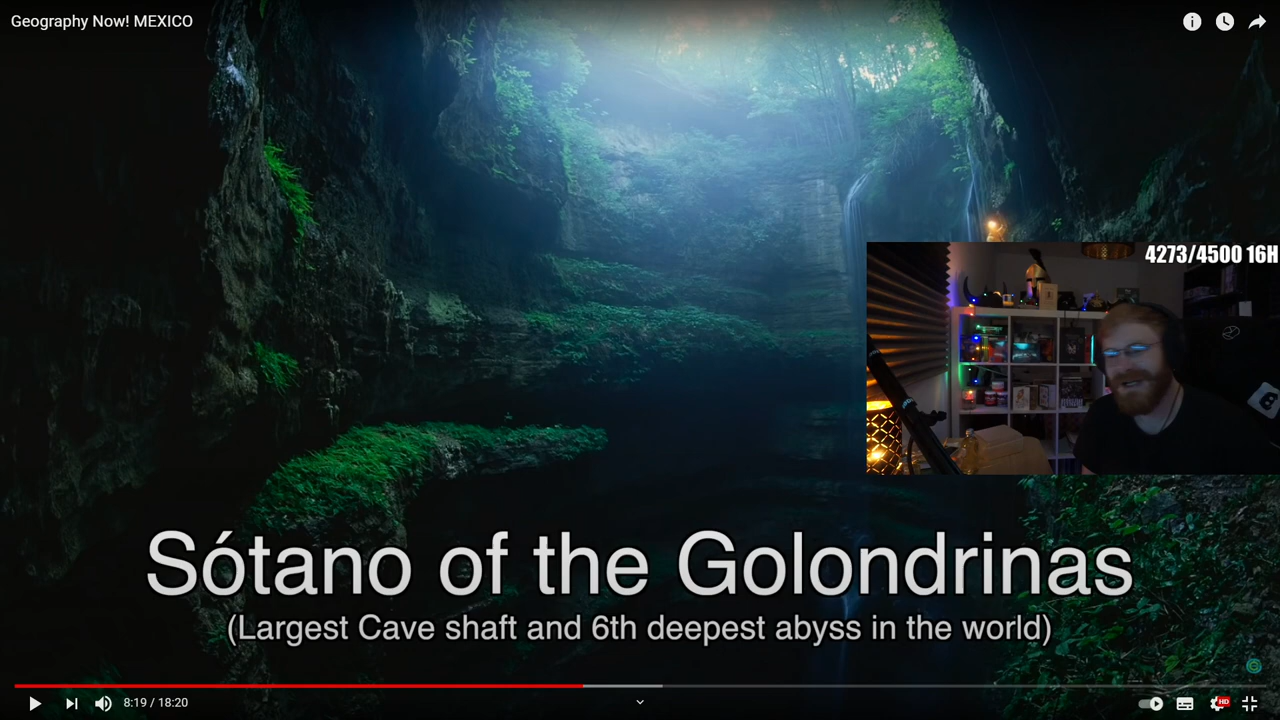 Geography Now! MEXICO
4273/4500 16H
Sótano of the Golondrinas
(Largest Cave shaft and 6th deepest abyss in the world)
8:19 / 18:20
HD